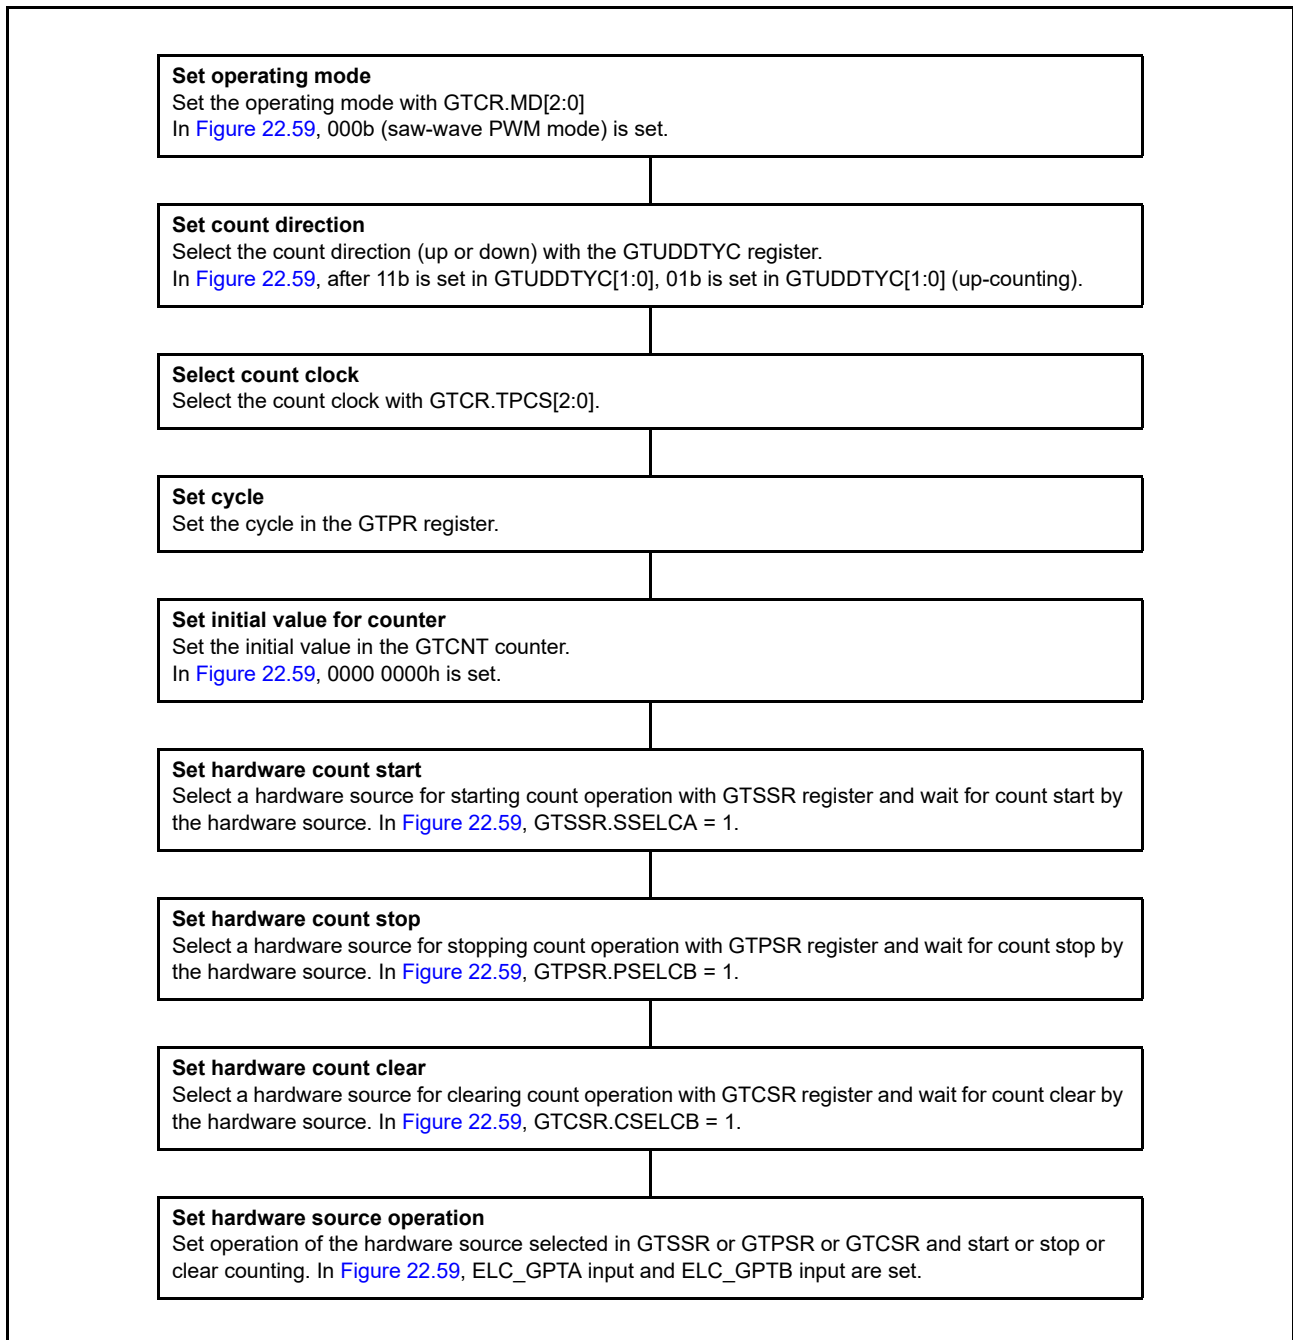 Set operating mode
Set the operating mode with GTCR.MD[2:0]
In Figure 22.59, 000b (saw-wave PWM mode) is set.
Set count direction
Select the count direction (up or down) with the GTUDDTYC register.
In Figure 22.59, after 11b is set in GTUDDTYC[1:0], 01b is set in GTUDDTYC[1:0] (up-counting).
Select count clock
Select the count clock with GTCR.TPCS[2:0].
Set cycle
Set the cycle in the GTPR register.
Set initial value for counter
Set the initial value in the GTCNT counter.
In Figure 22.59, 0000 0000h is set.
Set hardware count start
Select a hardware source for starting count operation with GTSSR register and wait for count start by
the hardware source. In Figure 22.59, GTSSR.SSELCA = 1.
Set hardware count stop
Select a hardware source for stopping count operation with GTPSR register and wait for count stop by
the hardware source. In Figure 22.59, GTPSR.PSELCB = 1.
Set hardware count clear
Select a hardware source for clearing count operation with GTCSR register and wait for count clear by
the hardware source. In Figure 22.59, GTCSR.CSELCB = 1.
Set hardware source operation
Set operation of the hardware source selected in GTSSR or GTPSR or GTCSR and start or stop or
clear counting. In Figure 22.59, ELC_GPTA input and ELC_GPTB input are set.